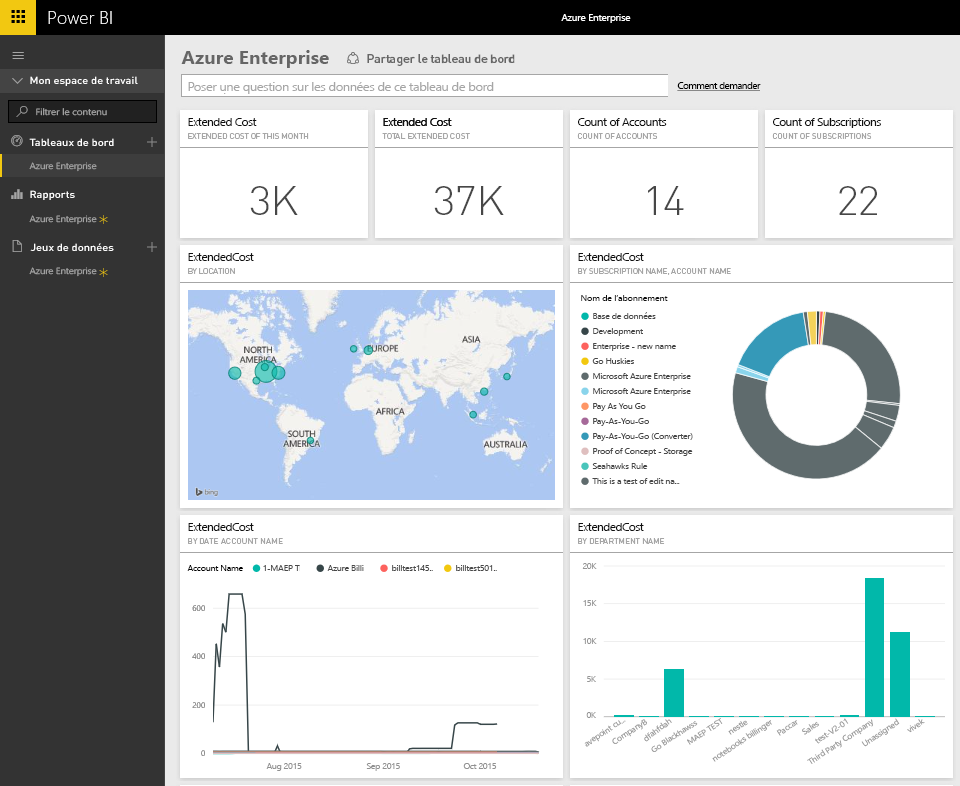 Power BI
Azure Enterprise
Mon espace de travail
Filtrer le contenu
Tableaux de bord
Azure Enterprise
Rapports
Azure Enterprise
Jeux de données
Azure Enterprise
Azure Enterprise Partager le tableau de bord
Poser une question sur les données de ce tableau de bord Comment demander
Extended Cost
EXTENDED COST OF THIS MONTH
3K
Extended Cost
TOTAL EXTENDED COST
37K
Count of Accounts
COUNT OF ACCOUNTS
14
Count of Subscriptions
COUNT OF SUBSCRIPTIONS
22
ExtendedCost
BY LOCATION
NORTH
AMERICA
EUROPE
ASIA
AFRICA
SOUTH
AMERICA
AUSTRALIA
bing
ExtendedCost
BY SUBSCRIPTION NAME, ACCOUNT NAME
Nom de l'abonnement
Base de données
Development
Enterprise - new name
Go Huskies
Microsoft Azure Enterprise
Microsoft Azure Enterprise
Pay As You Go
Pay-As-You-Go
Pay-As-You-Go (Converter)
Proof of Concept - Storage
Seahawks Rule
This is a test of edit na...
ExtendedCost
BY DATE ACCOUNT NAME
Account Name 1-MAEP T Azure Billi billtest145.. billtest501..
600
400
200
0
Aug 2015 Sep 2015 Oct 2015
ExtendedCost
BY DEPARTMENT NAME
20K
15K
10K
5K
0K
avepoint cu...
CompanyB
dfahfdah
Go Blackhawss
MAEP TEST
nestle
notebooks billinger
Paccar
Sales
test-V2-01
Third Party Company
Unassigned
vivek